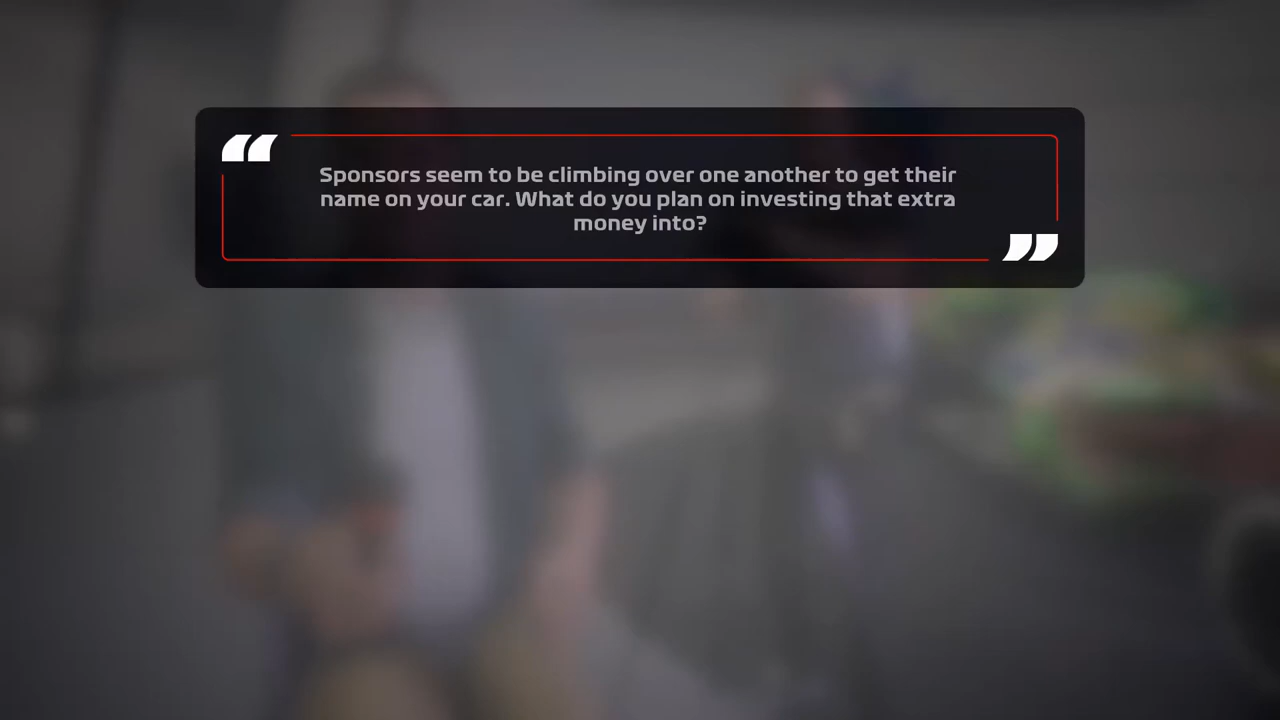 Sponsors seem to be climbing over one another to get their
name on your car. What do you plan on investing that extra
money into?